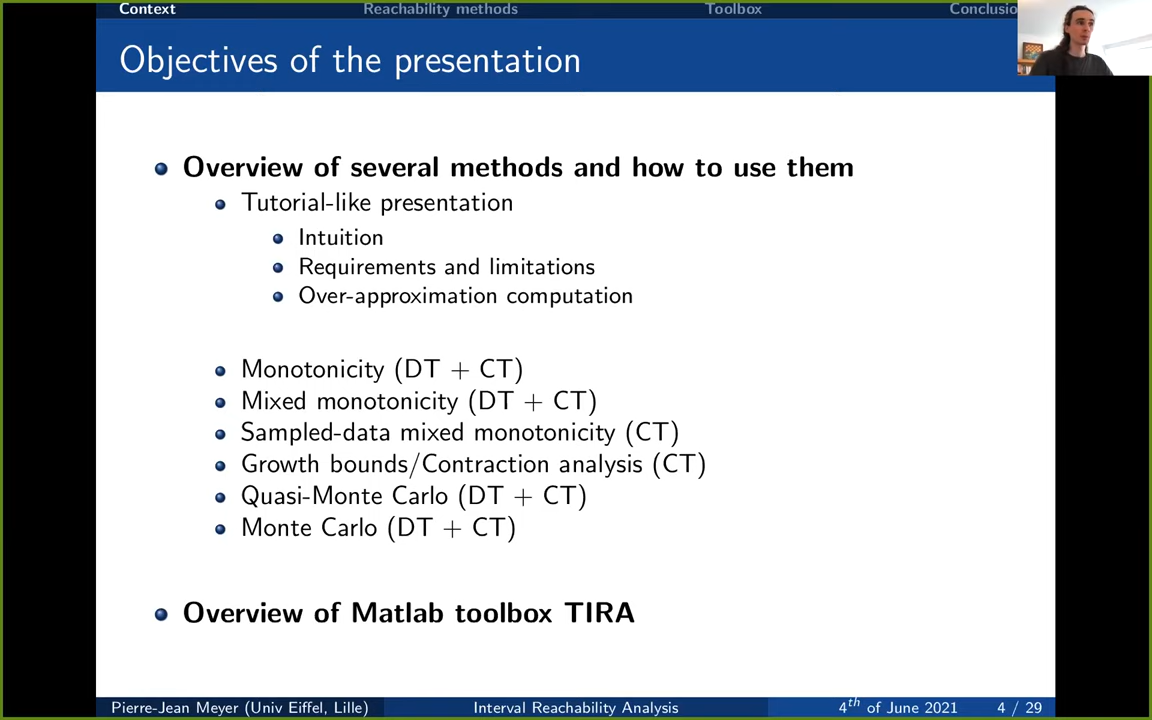 Context Reachability methods Toolbox Conclusio
Objectives of the presentation
Overview of several methods and how to use them
Tutorial-like presentation
Intuition
Requirements and limitations
Over-approximation computation
Monotonicity (DT + CT)
Mixed monotonicity (DT + CT)
Sampled-data mixed monotonicity (CT)
Growth bounds/Contraction analysis (CT)
Quasi-Monte Carlo (DT + CT)
Monte Carlo (DT + CT)
Overview of Matlab toolbox TIRA
Pierre-Jean Meyer (Univ Eiffel, Lille) Interval Reachability Analysis 4th of June 2021 4 / 29